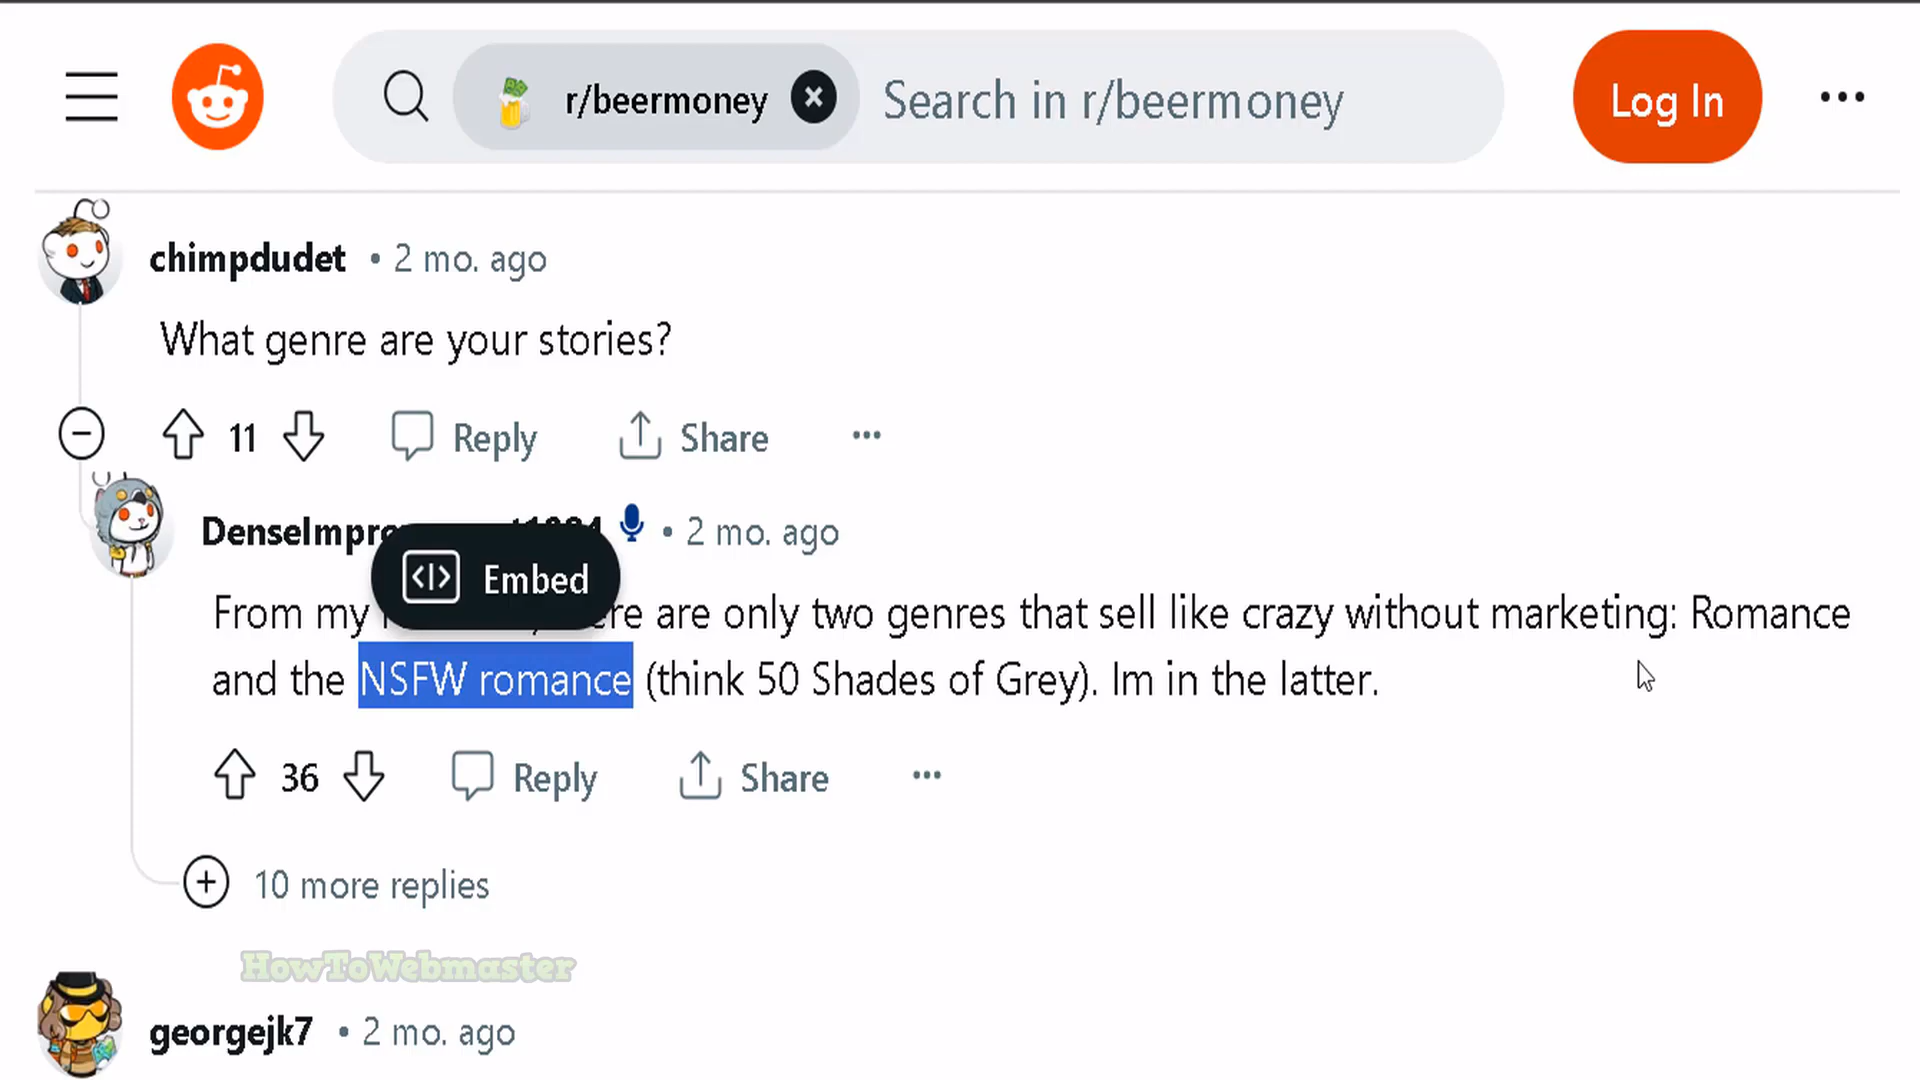 r/beermoney Search in r/beermoney Log In
chimpdudet • 2 mo. ago
What genre are your stories?
11 Reply Share
DenseImpro t1984 • 2 mo. ago
Embed
From my are only two genres that sell like crazy without marketing: Romance
and the NSFW romance (think 50 Shades of Grey). Im in the latter.
36 Reply Share
10 more replies
HowToWebmaster
georgejk7 • 2 mo. ago